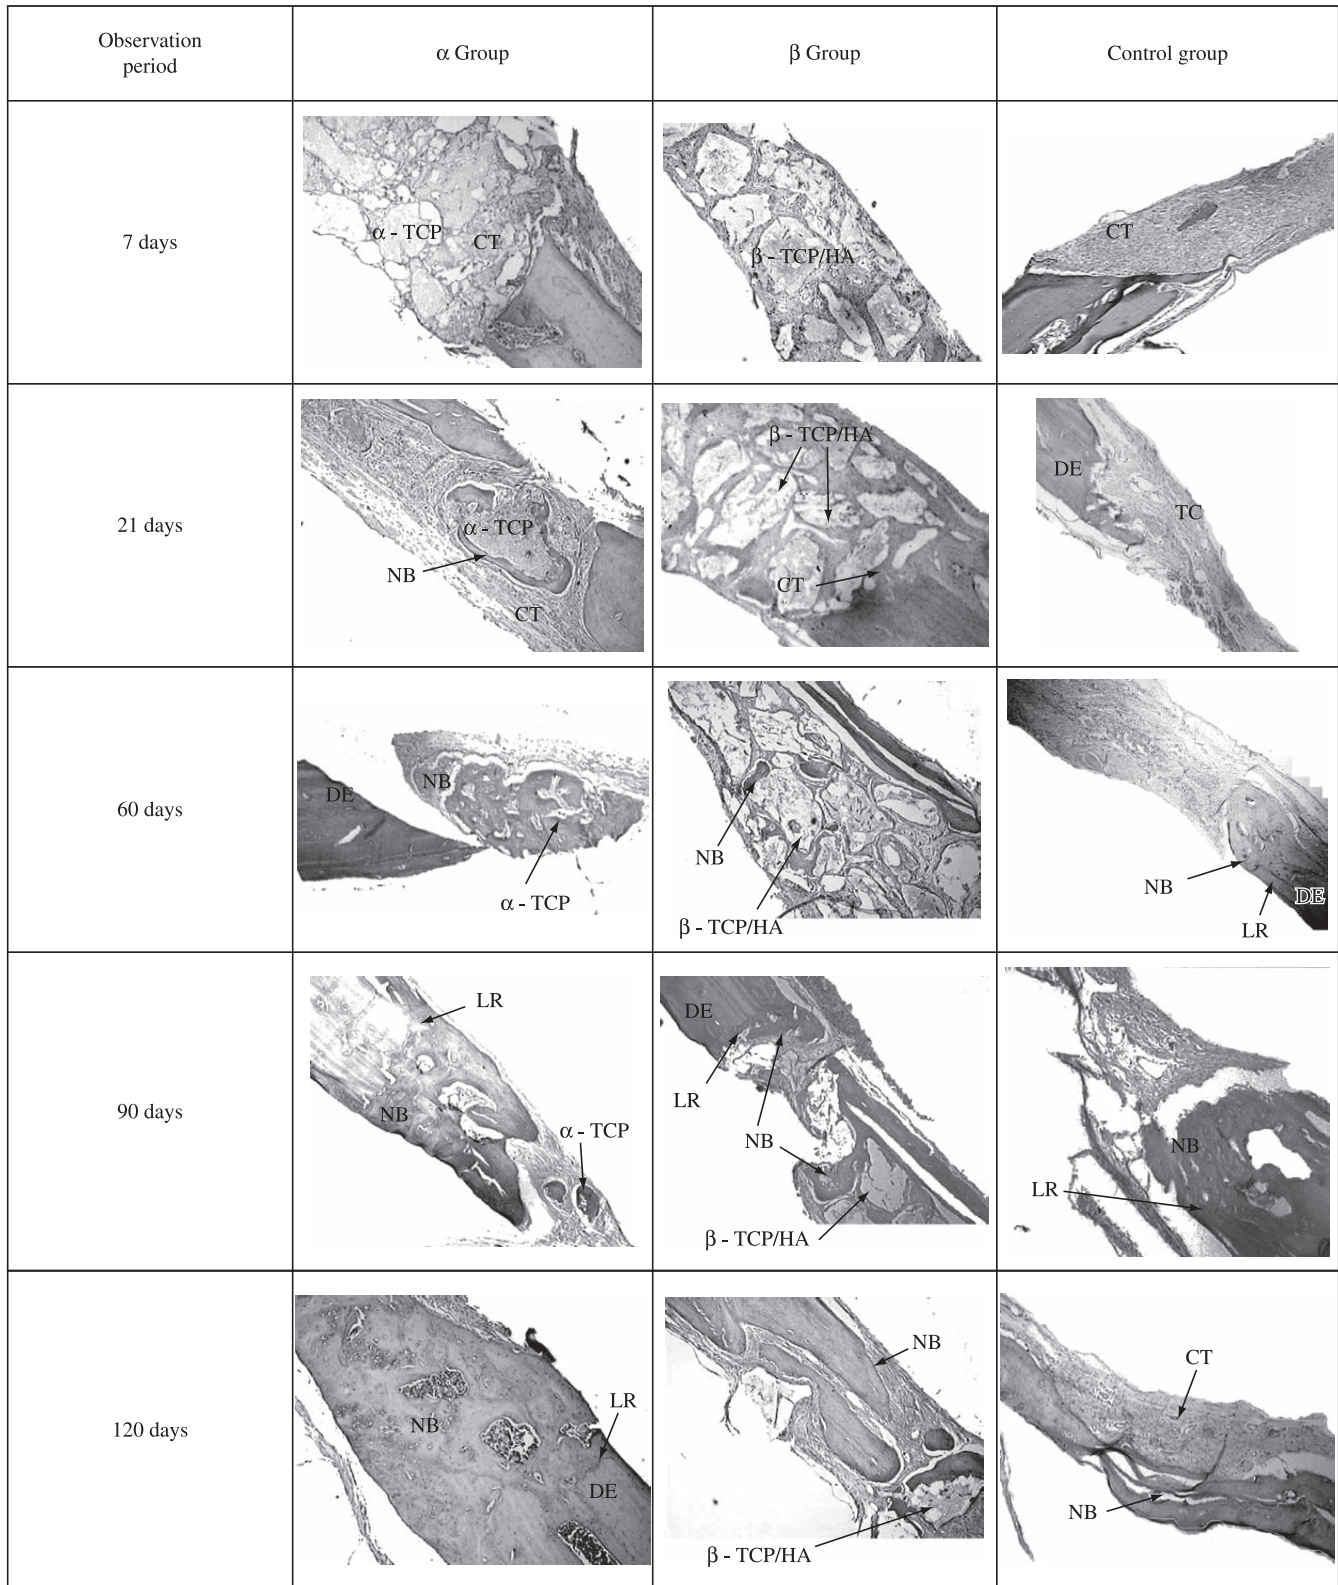 Observation
period
α Group
β Group
Control group
7 days
α - TCP
CT
β - TCP/HA
CT
21 days
α - TCP
NB
CT
β - TCP/HA
CT
DE
TC
60 days
DE
NB
α - TCP
NB
β - TCP/HA
NB
DE
LR
90 days
LR
NB
α - TCP
DE
LR
NB
β - TCP/HA
NB
LR
120 days
NB
LR
DE
NB
β - TCP/HA
CT
NB